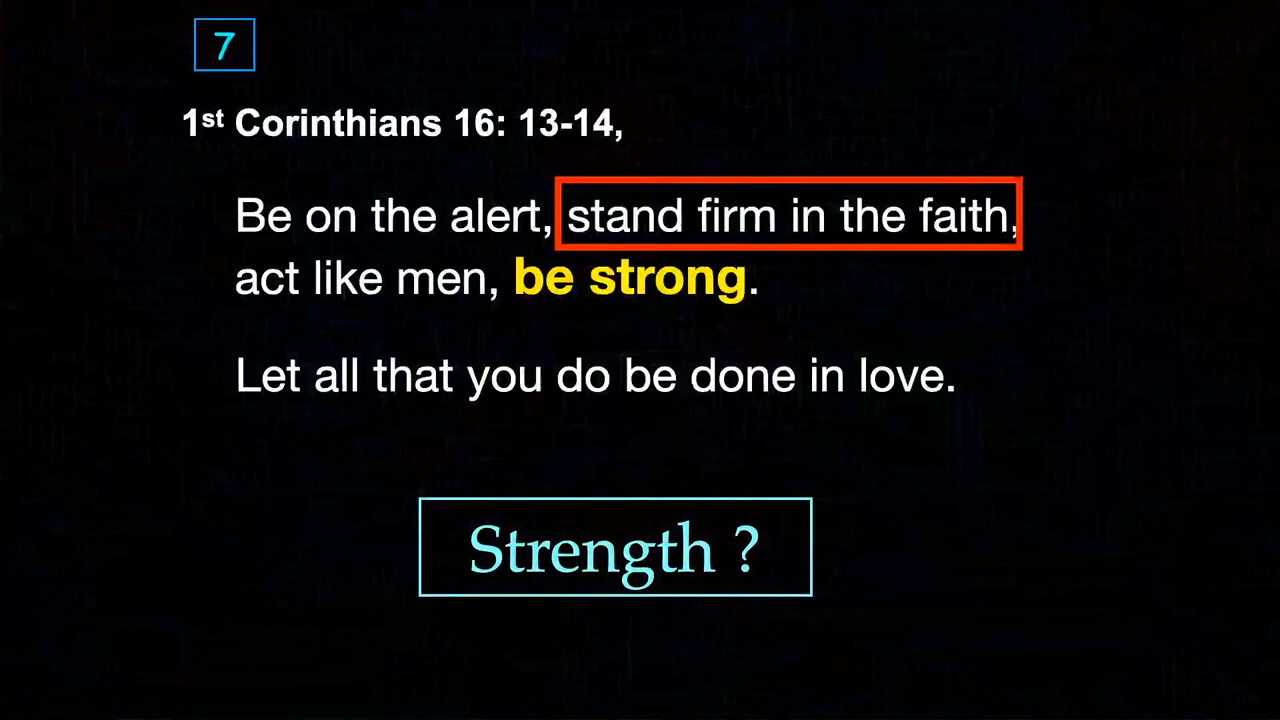 7
1st Corinthians 16: 13-14,
Be on the alert, stand firm in the faith,
act like men, be strong.
Let all that you do be done in love.
Strength ?